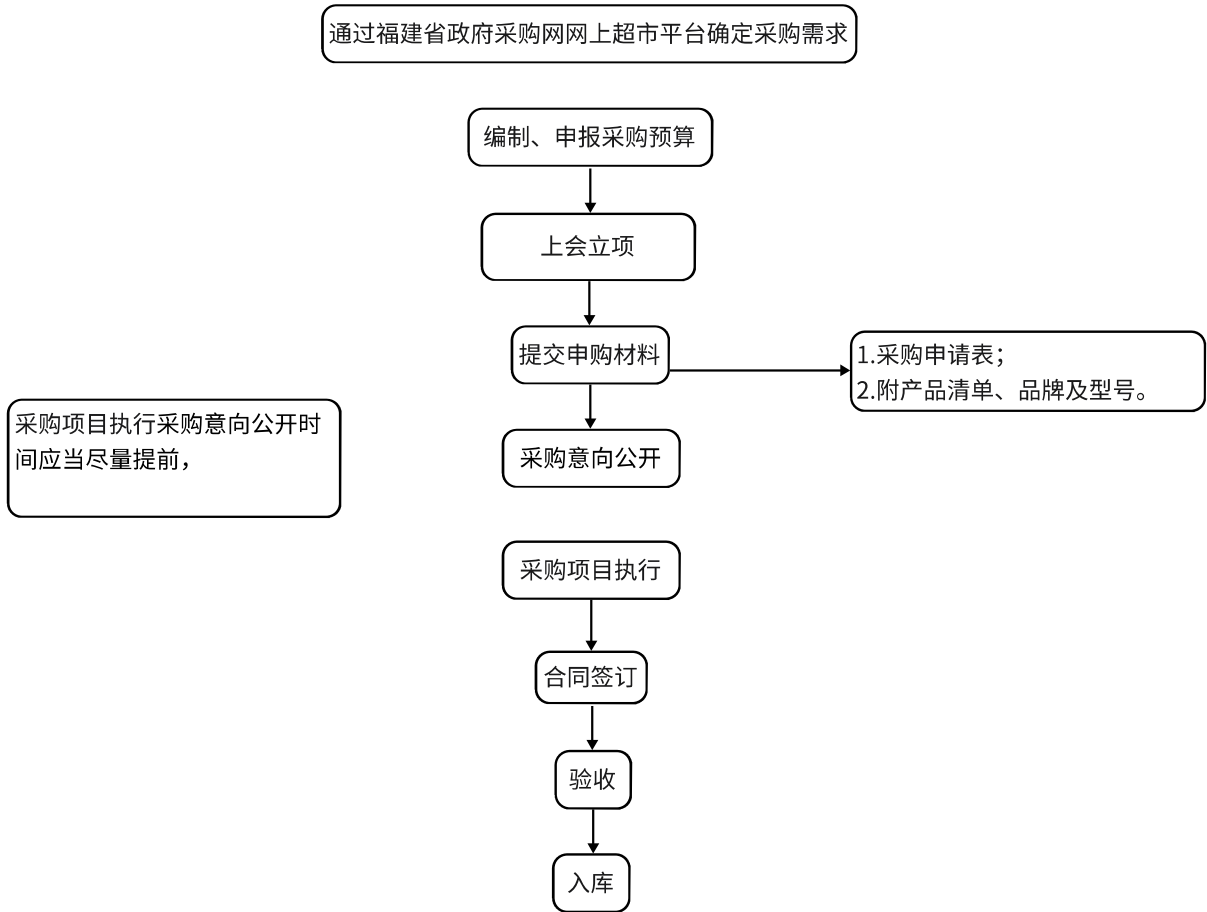 通过福建省政府采购网网上超市平台确定采购需求
编制、申报采购预算
上会立项
提交申购材料
1.采购申请表；
2.附产品清单、品牌及型号。
采购项目执行采购意向公开时
间应当尽量提前，
采购意向公开
采购项目执行
合同签订
验收
入库